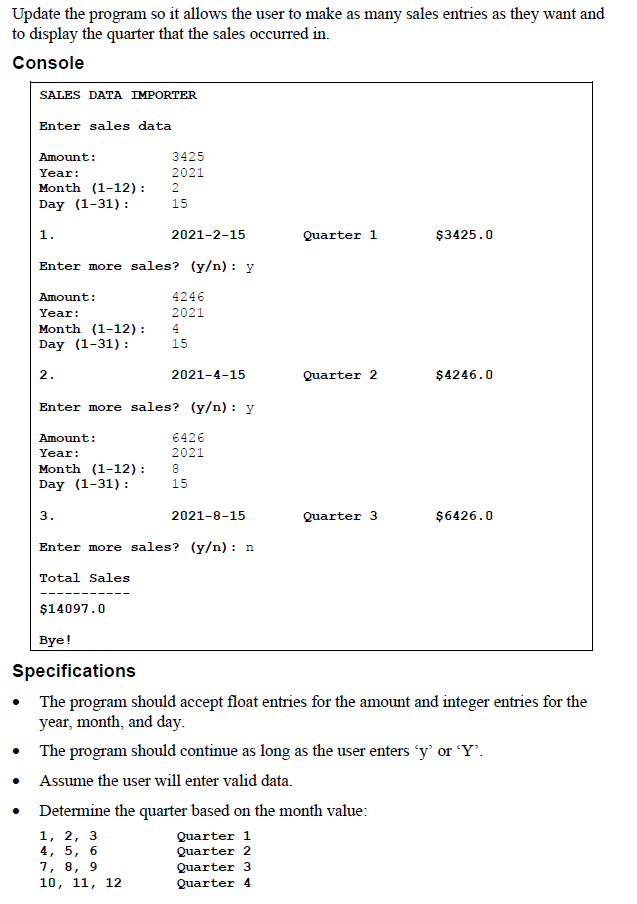 Update the program so it allows the user to make as many sales entries as they want and
to display the quarter that the sales occurred in.
Console
SALES DATA IMPORTER
Enter sales data
Amount: 3425
Year: 2021
Month (1-12): 2
Day (1-31): 15
1. 2021-2-15 Quarter 1 $3425.0
Enter more sales? (y/n): y
Amount: 4246
Year: 2021
Month (1-12): 4
Day (1-31): 15
2. 2021-4-15 Quarter 2 $4246.0
Enter more sales? (y/n): y
Amount: 6426
Year: 2021
Month (1-12): 8
Day (1-31): 15
3. 2021-8-15 Quarter 3 $6426.0
Enter more sales? (y/n): n
Total Sales
-----------
$14097.0
Bye!
Specifications
• The program should accept float entries for the amount and integer entries for the
year, month, and day.
• The program should continue as long as the user enters ‘y’ or ‘Y’.
• Assume the user will enter valid data.
• Determine the quarter based on the month value:
1, 2, 3 Quarter 1
4, 5, 6 Quarter 2
7, 8, 9 Quarter 3
10, 11, 12 Quarter 4